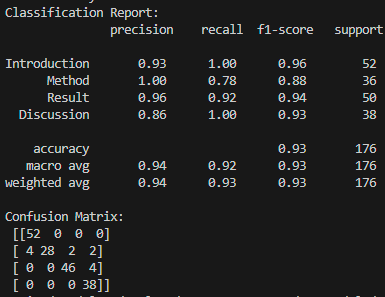 Classification Report:
precision recall f1-score support
Introduction 0.93 1.00 0.96 52
Method 1.00 0.78 0.88 36
Result 0.96 0.92 0.94 50
Discussion 0.86 1.00 0.93 38
accuracy 0.93 176
macro avg 0.94 0.92 0.93 176
weighted avg 0.94 0.93 0.93 176
Confusion Matrix:
[[52 0 0 0]
[ 4 28 2 2]
[ 0 0 46 4]
[ 0 0 0 38]]